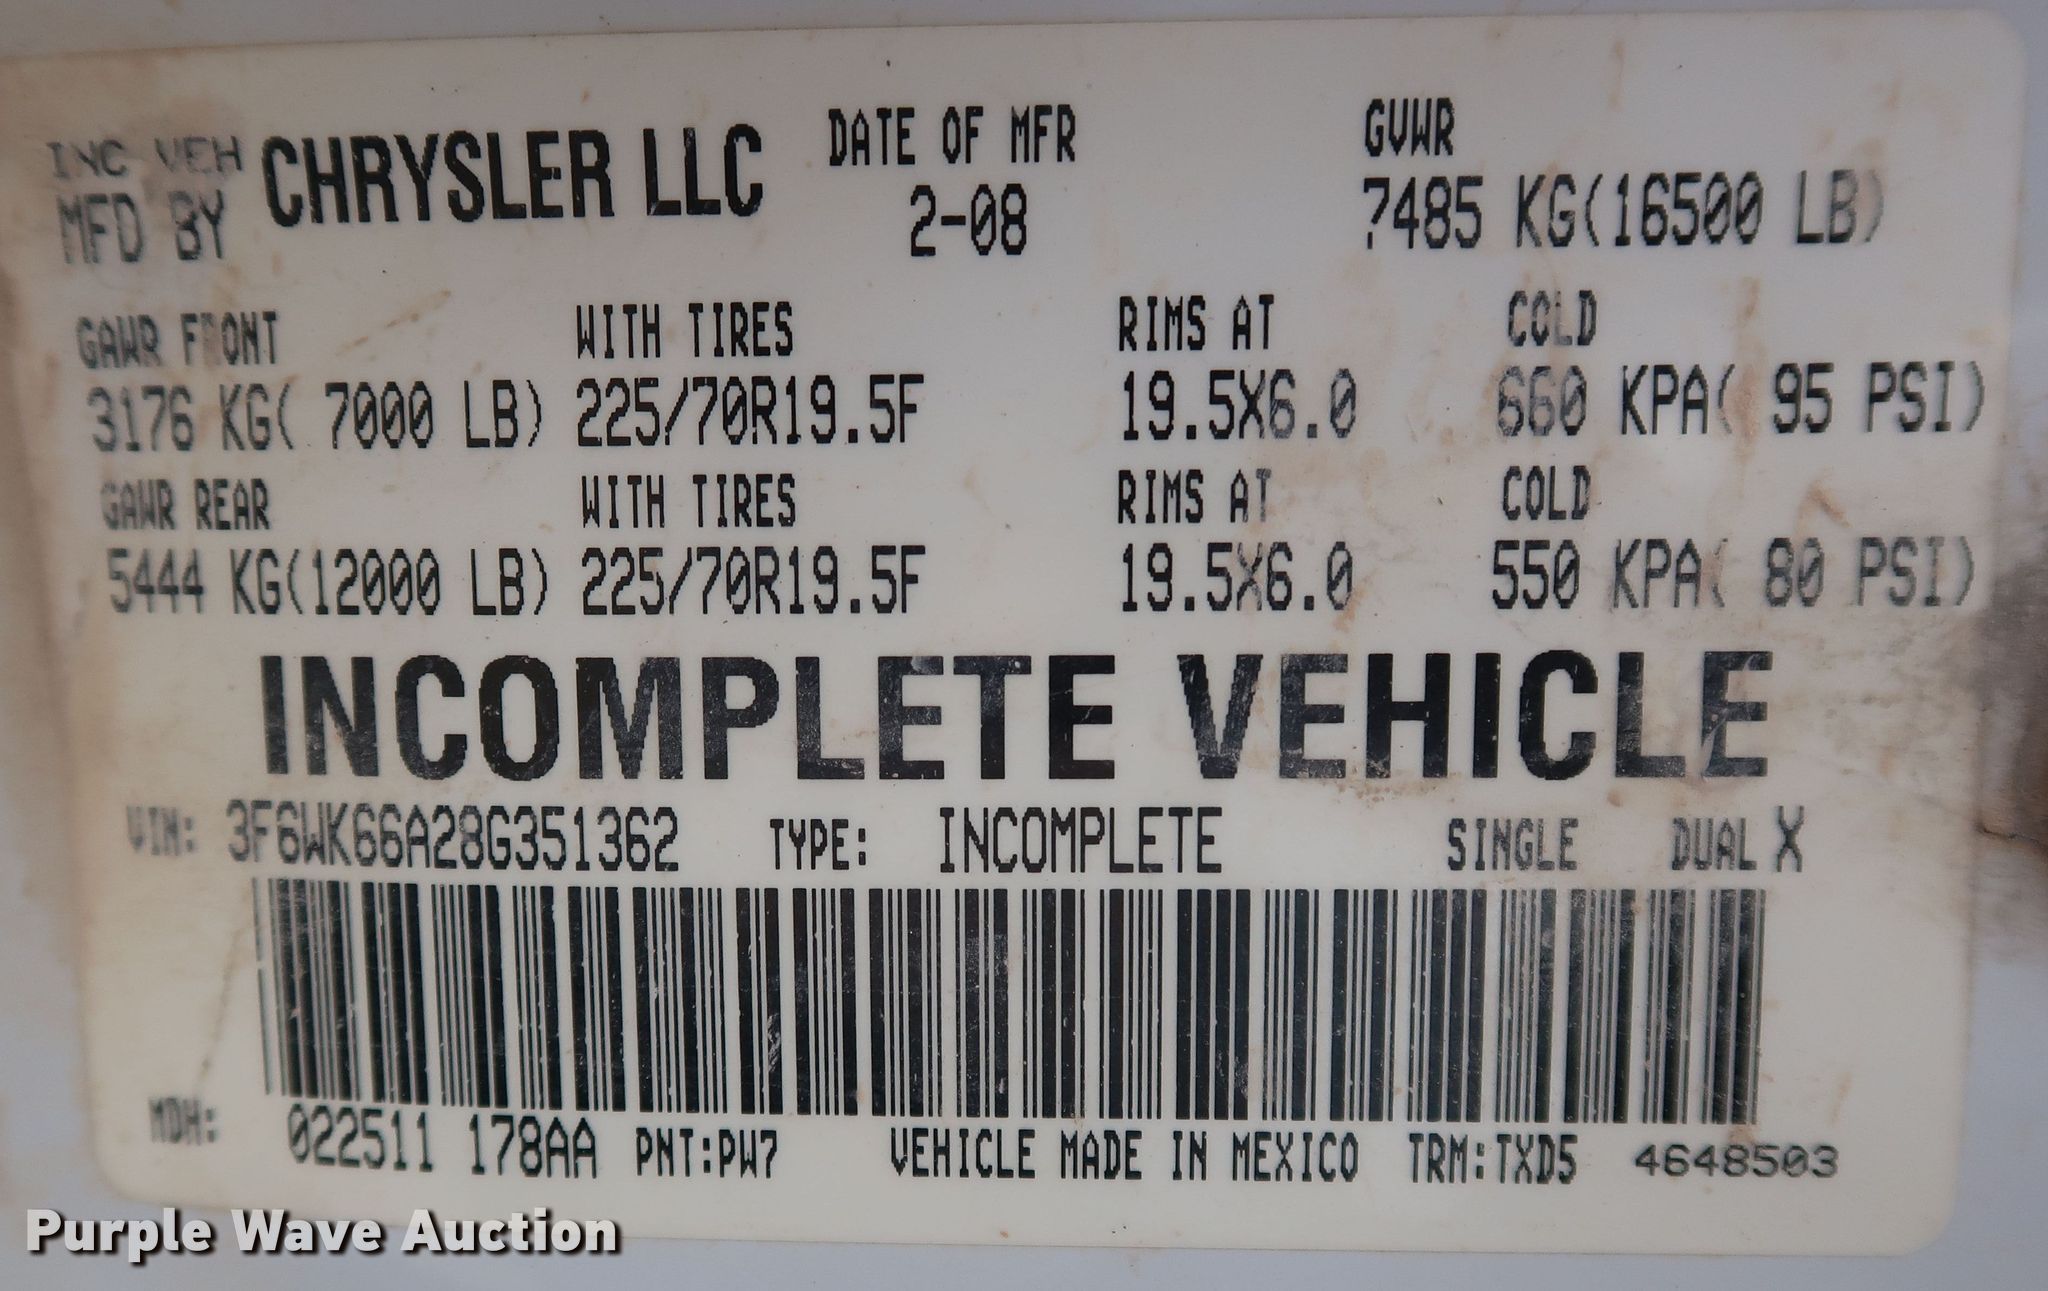 INC VEH MFD BY CHRYSLER LLC
DATE OF MFR
2-08
GVWR
7485 KG(16500 LB)
GAWR FRONT WITH TIRES RIMS AT COLD
3176 KG( 7000 LB) 225/70R19.5F 19.5X6.0 660 KPA( 95 PSI)
GAWR REAR WITH TIRES RIMS AT COLD
5444 KG(12000 LB) 225/70R19.5F 19.5X6.0 550 KPA( 80 PSI)
INCOMPLETE VEHICLE
VIN: 3F6WK66A28G351362 TYPE: INCOMPLETE SINGLE DUAL X
MDH: 022511 178AA PNT:PW7 VEHICLE MADE IN MEXICO TRM:TXD5 4648503
Purple Wave Auction